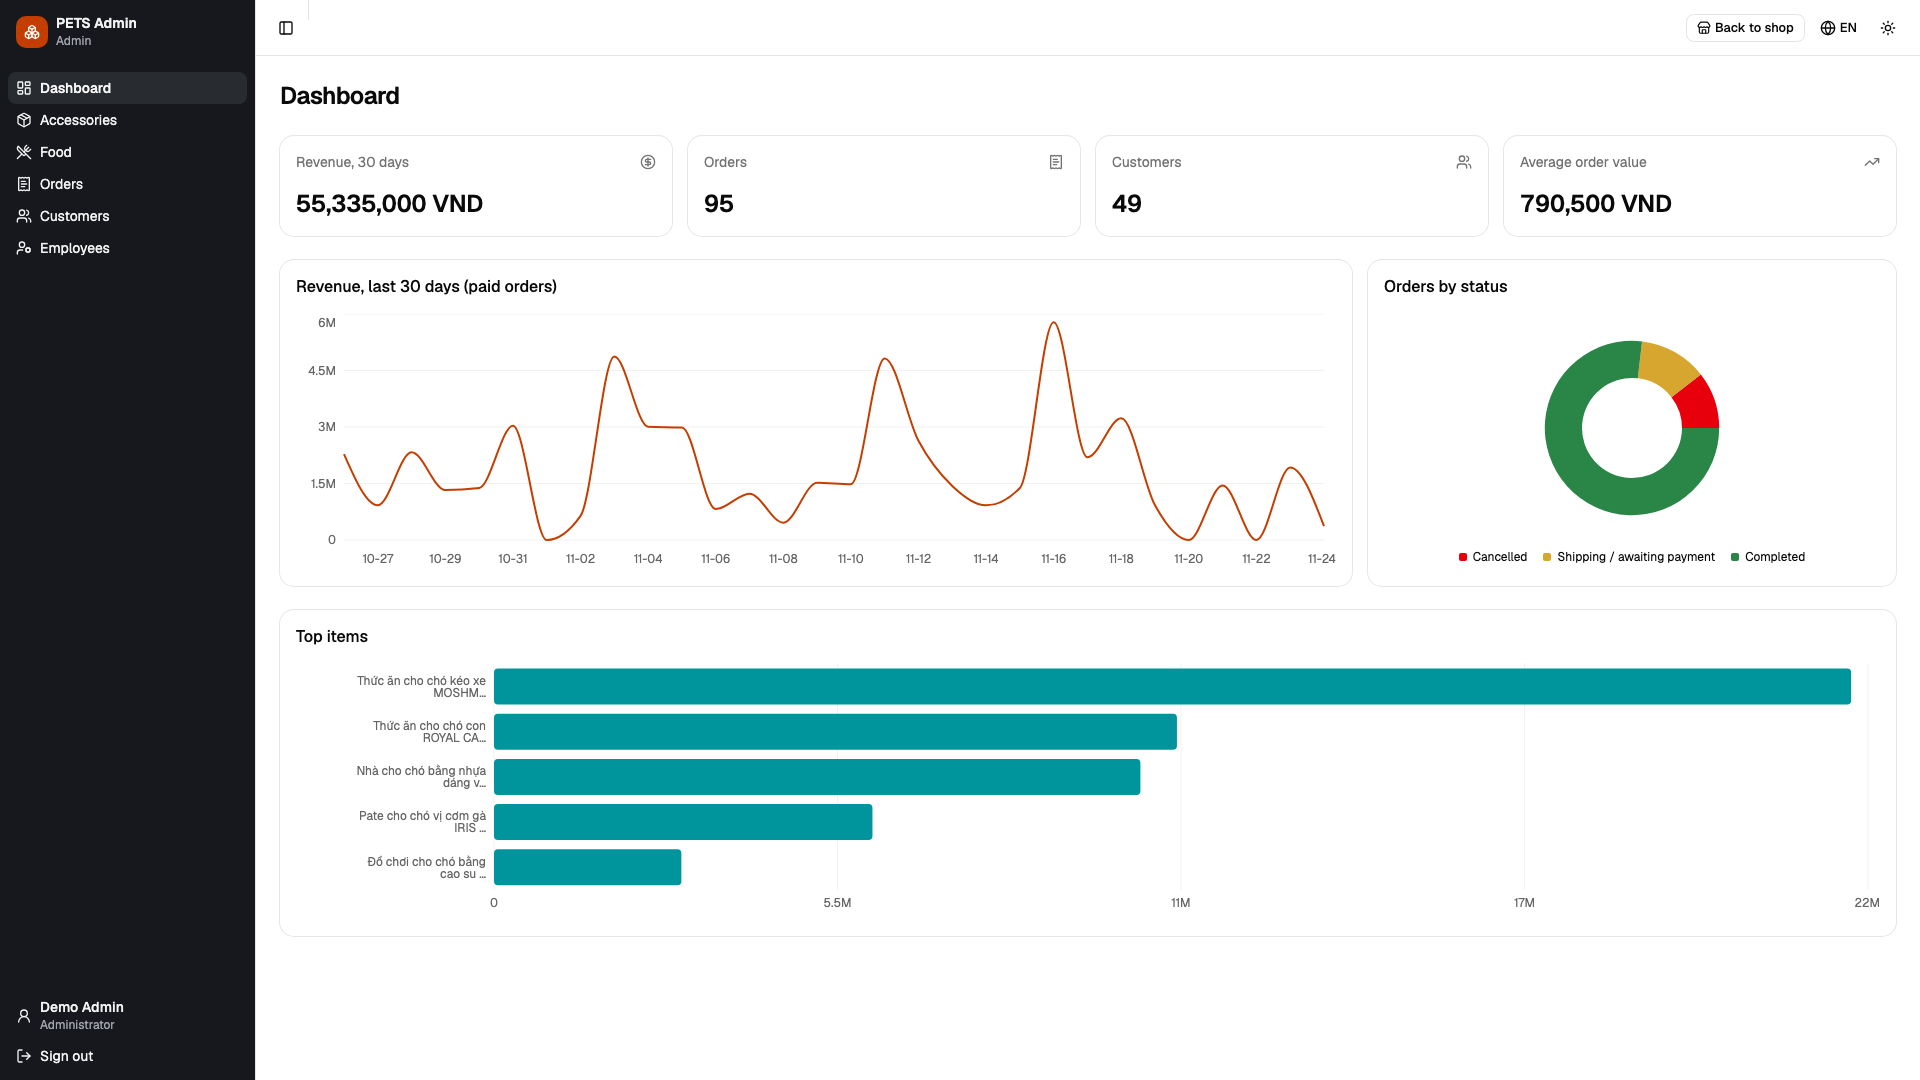 PETS Admin
Admin
Dashboard
Accessories
Food
Orders
Customers
Employees
Demo Admin
Administrator
Sign out
Back to shop
EN
Dashboard
Revenue, 30 days
55,335,000 VND
Orders
95
Customers
49
Average order value
790,500 VND
Revenue, last 30 days (paid orders)
6M
4.5M
3M
1.5M
0
10-27
10-29
10-31
11-02
11-04
11-06
11-08
11-10
11-12
11-14
11-16
11-18
11-20
11-22
11-24
Orders by status
Cancelled
Shipping / awaiting payment
Completed
Top items
Thức ăn cho chó kéo xe
MOSHM...
Thức ăn cho chó con
ROYAL CA...
Nhà cho chó bằng nhựa
dáng v...
Pate cho chó vị cơm gà
IRIS ...
Đồ chơi cho chó bằng
cao su ...
0
5.5M
11M
17M
22M